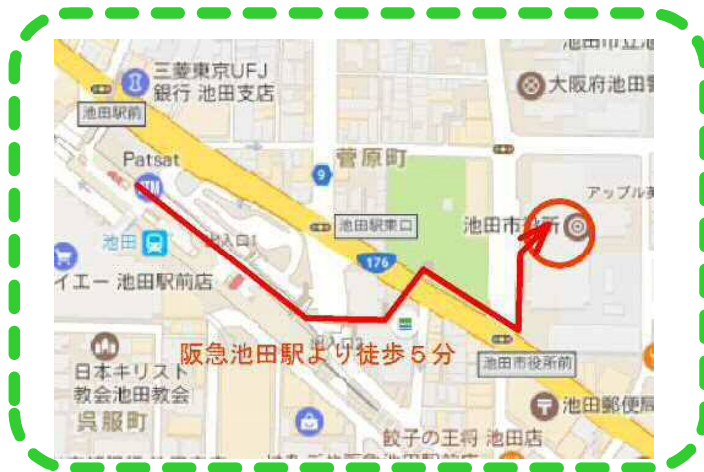 三菱東京UFJ
銀行 池田支店
大阪府池田
池田駅前
Patsat
菅原町
9
アップル
池田駅東口
池田市役所
池田
出入口1
176
イエー 池田駅前店
阪急池田駅より徒歩5分
池田市役所前
日本キリスト
教会池田教会
池田郵便局
呉服町
餃子の王将 池田店